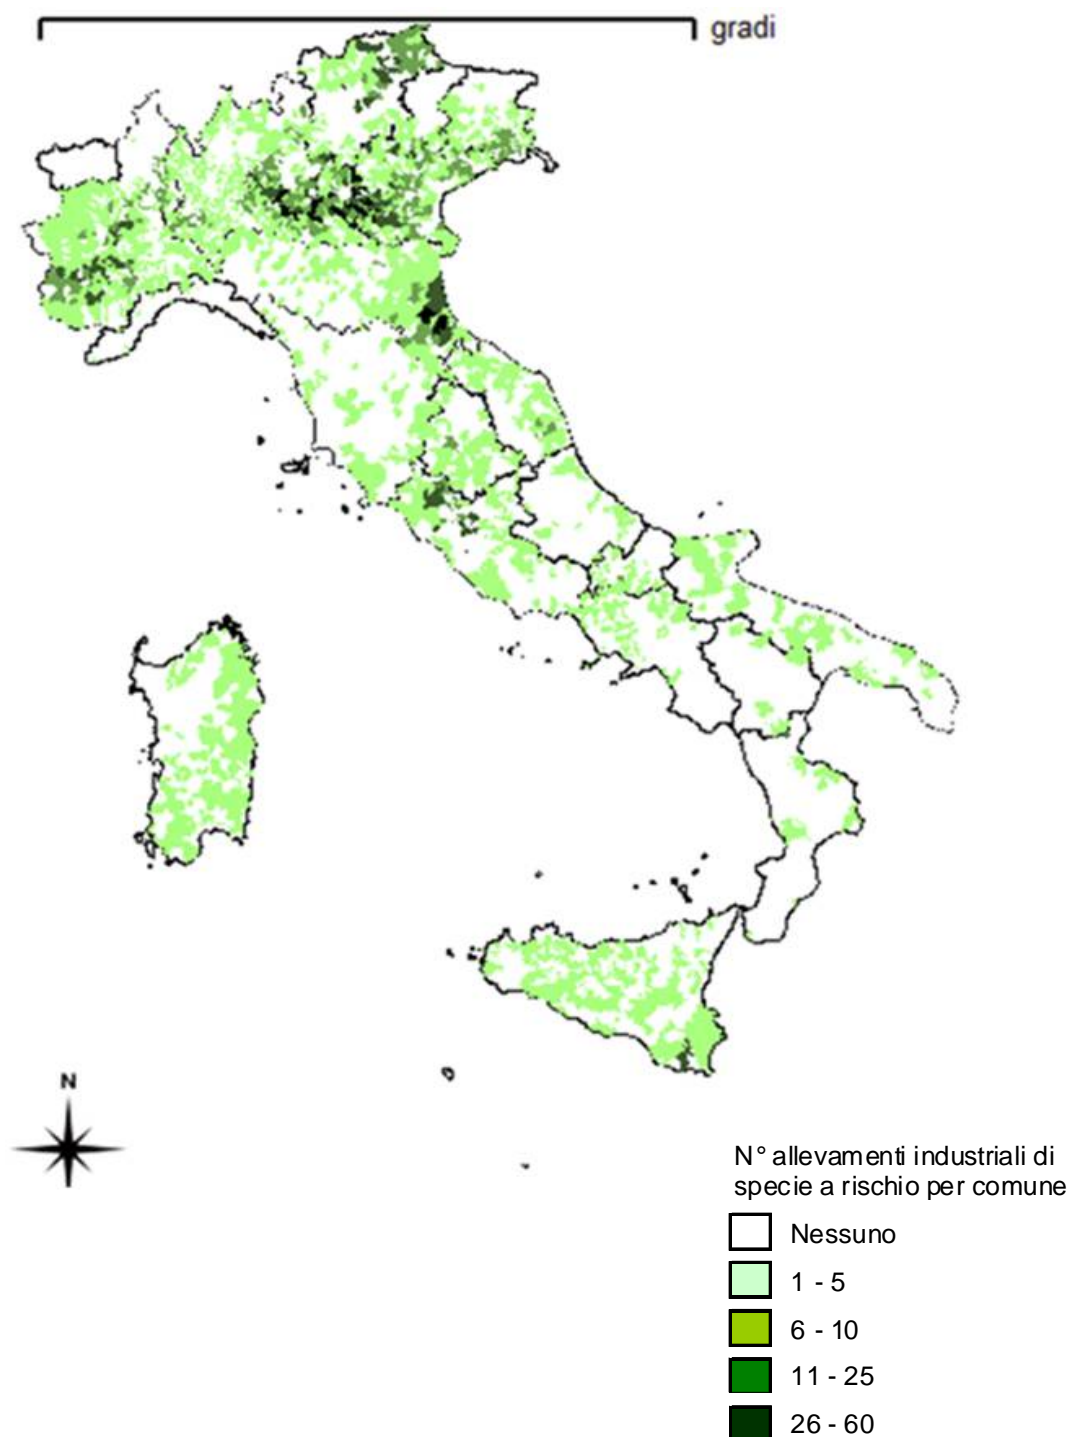 gradi
N
N° allevamenti industriali di
specie a rischio per comune
Nessuno
1 - 5
6 - 10
11 - 25
26 - 60